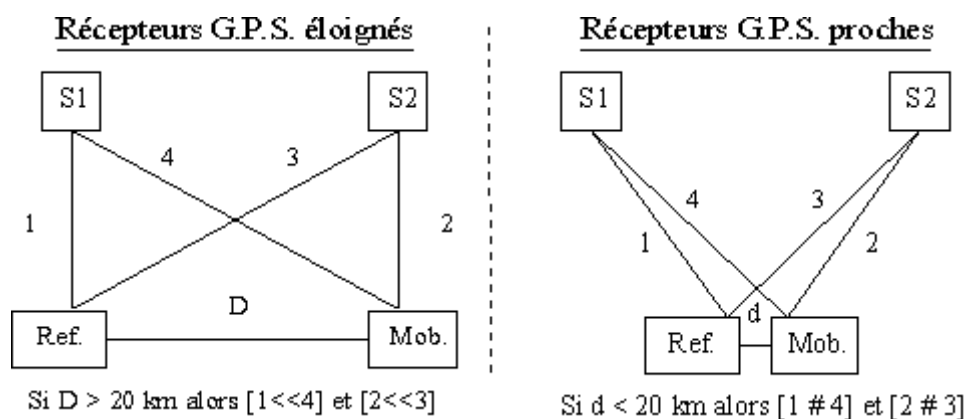 Récepteurs G.P.S. éloignés
S1
S2
4
3
1
2
D
Ref.
Mob.
Si D > 20 km alors [1<<4] et [2<<3]
Récepteurs G.P.S. proches
S1
S2
4
3
1
2
d
Ref.
Mob.
Si d < 20 km alors [1 # 4] et [2 # 3]